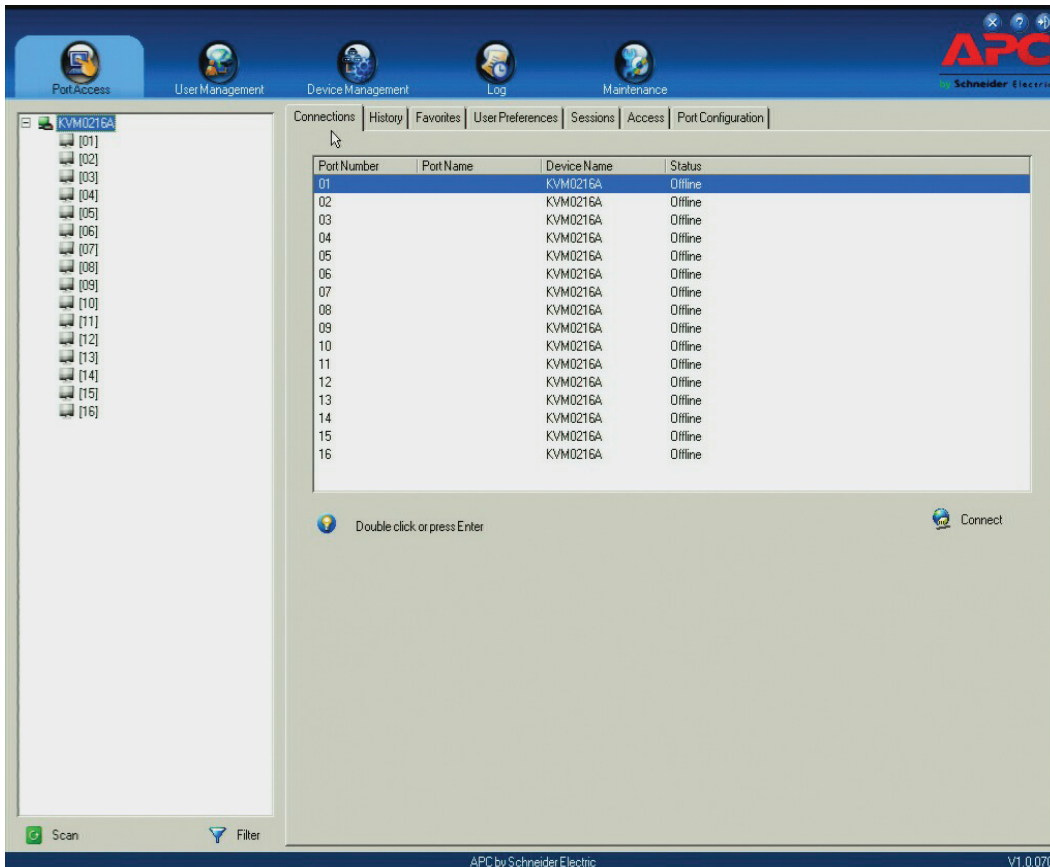 APC
by Schneider Electric
Port Access
User Management
Device Management
Log
Maintenance
KVM0216A
[01]
[02]
[03]
[04]
[05]
[06]
[07]
[08]
[09]
[10]
[11]
[12]
[13]
[14]
[15]
[16]
Scan
Filter
Connections History Favorites User Preferences Sessions Access Port Configuration
Port Number Port Name Device Name Status
01 KVM0216A Offline
02 KVM0216A Offline
03 KVM0216A Offline
04 KVM0216A Offline
05 KVM0216A Offline
06 KVM0216A Offline
07 KVM0216A Offline
08 KVM0216A Offline
09 KVM0216A Offline
10 KVM0216A Offline
11 KVM0216A Offline
12 KVM0216A Offline
13 KVM0216A Offline
14 KVM0216A Offline
15 KVM0216A Offline
16 KVM0216A Offline
Double click or press Enter
Connect
APC by Schneider Electric